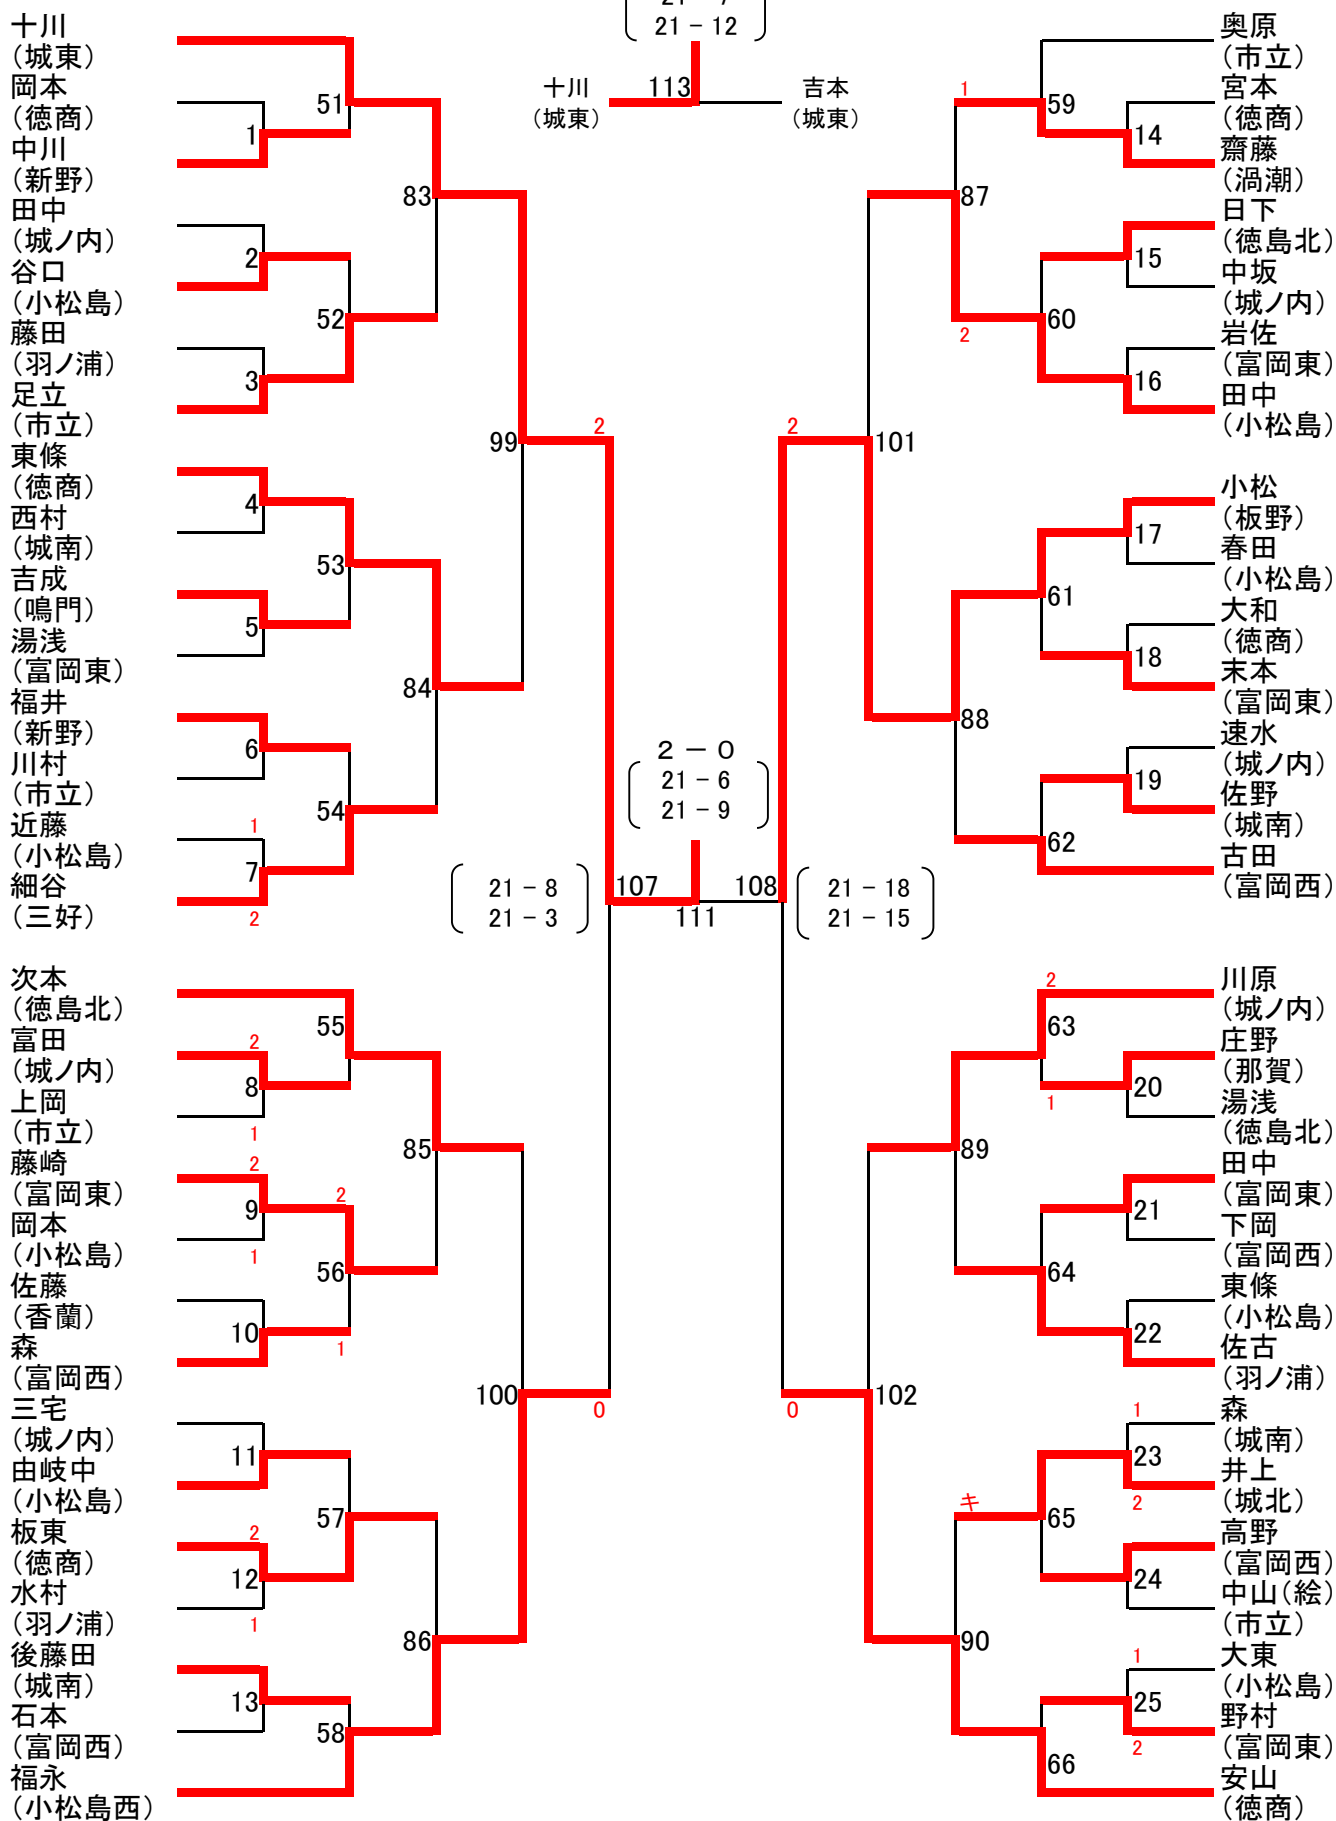 21 - 12
十川
(城東)
113
吉本
(城東)
十川
(城東)
岡本
(徳商)
中川
(新野)
田中
(城ノ内)
谷口
(小松島)
藤田
(羽ノ浦)
足立
(市立)
東條
(徳商)
西村
(城南)
吉成
(鳴門)
湯浅
(富岡東)
福井
(新野)
川村
(市立)
近藤
(小松島)
細谷
(三好)
1
2
3
4
5
6
1
7
2
51
52
53
54
83
84
99
2
次本
(徳島北)
富田
(城ノ内)
上岡
(市立)
藤崎
(富岡東)
岡本
(小松島)
佐藤
(香蘭)
森
(富岡西)
三宅
(城ノ内)
由岐中
(小松島)
板東
(徳商)
水村
(羽ノ浦)
後藤田
(城南)
石本
(富岡西)
福永
(小松島西)
2
8
1
2
9
1
10
11
2
12
1
13
55
2
56
1
57
58
85
86
100
0
2 - 0
21 - 6
21 - 9
21 - 8
21 - 3
107
111
108
21 - 18
21 - 15
奥原
(市立)
宮本
(徳商)
齋藤
(渦潮)
日下
(徳島北)
中坂
(城ノ内)
岩佐
(富岡東)
田中
(小松島)
小松
(板野)
春田
(小松島)
大和
(徳商)
末本
(富岡東)
速水
(城ノ内)
佐野
(城南)
古田
(富岡西)
14
15
16
17
18
19
59
60
61
62
1
87
2
88
2
101
川原
(城ノ内)
庄野
(那賀)
湯浅
(徳島北)
田中
(富岡東)
下岡
(富岡西)
東條
(小松島)
佐古
(羽ノ浦)
森
(城南)
井上
(城北)
高野
(富岡西)
中山(絵)
(市立)
大東
(小松島)
野村
(富岡東)
安山
(徳商)
20
21
22
1
23
2
24
1
25
2
2
63
1
64
65
66
89
キ
90
102
0